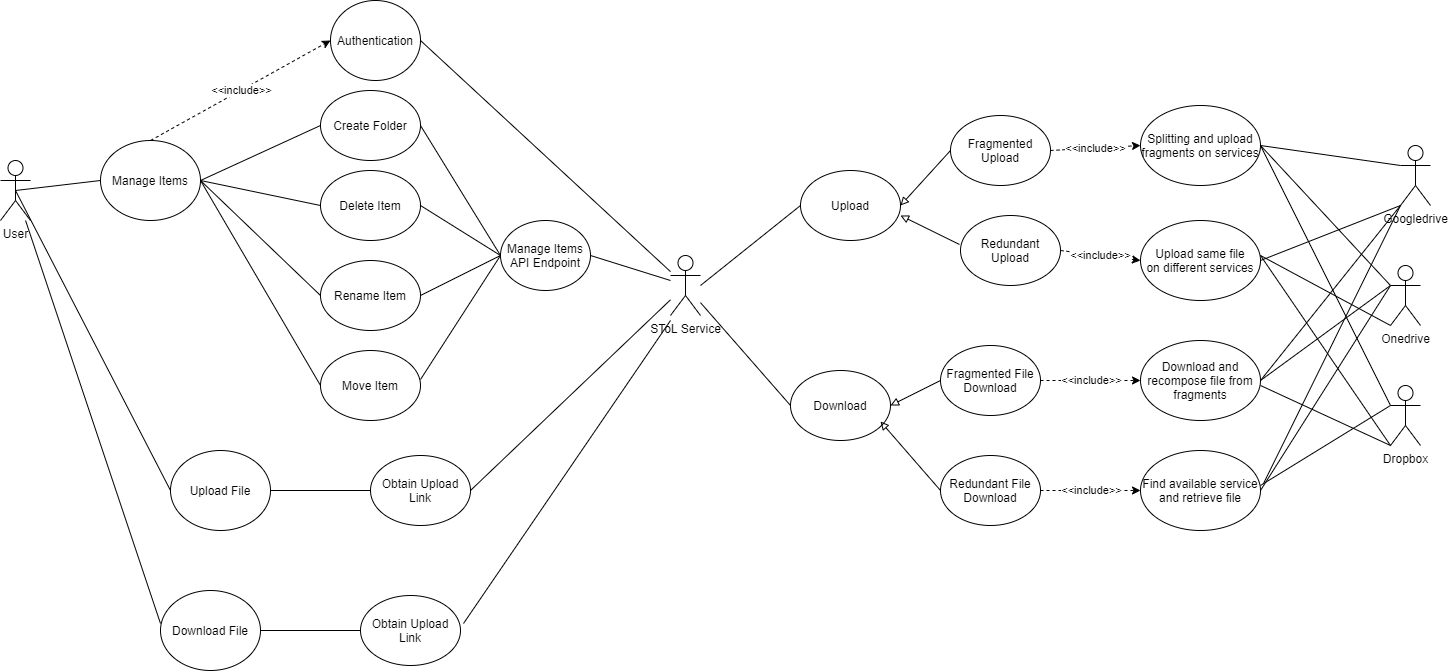 Authentication
<<include>>
Create Folder
Manage Items
Delete Item
User
Manage Items
API Endpoint
Rename Item
Move Item
SToL Service
Upload File
Obtain Upload
Link
Download File
Obtain Upload
Link
Fragmented
Upload
<<include>>
Splitting and upload
fragments on services
Upload
Redundant
Upload
<<include>>
Upload same file
on different services
Googledrive
Onedrive
Fragmented File
Download
<<include>>
Download and
recompose file from
fragments
Download
Dropbox
Redundant File
Download
<<include>>
Find available service
and retrieve file